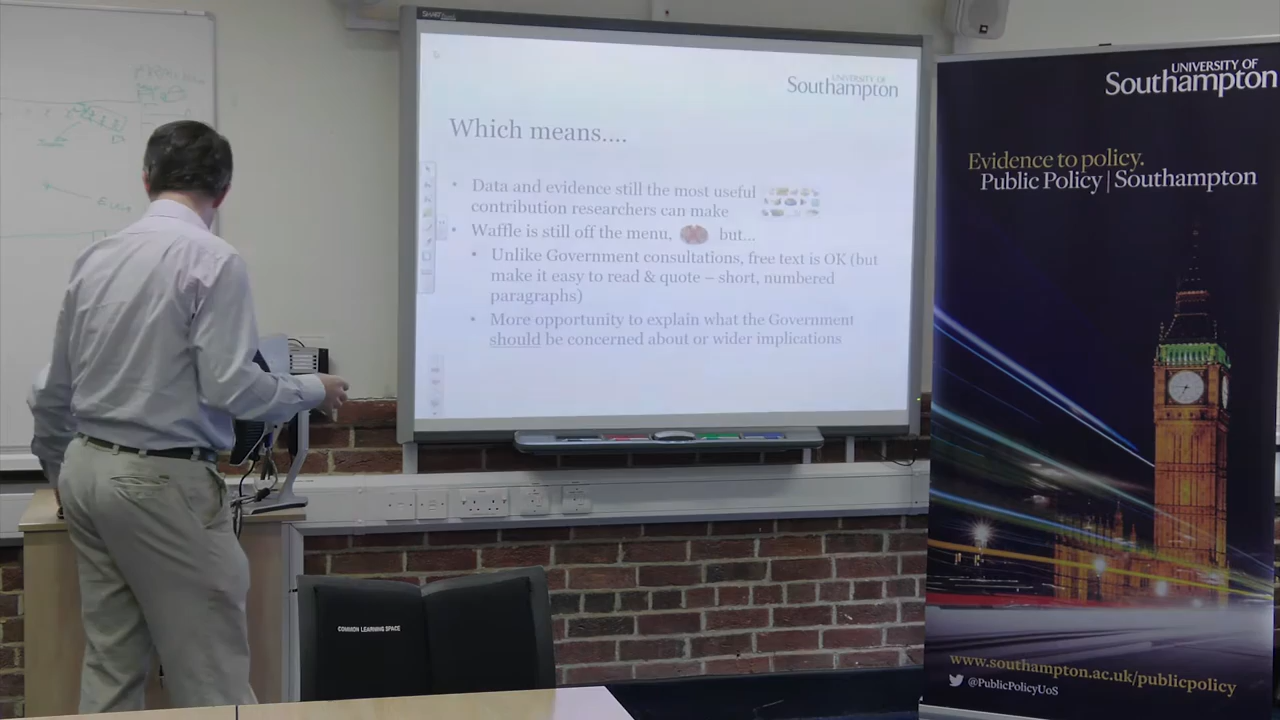 SMART
UNIVERSITY OF
Southampton
Which means....
• Data and evidence still the most useful
contribution researchers can make
• Waffle is still off the menu, but...
• Unlike Government consultations, free text is OK (but
make it easy to read & quote – short, numbered
paragraphs)
• More opportunity to explain what the Government
should be concerned about or wider implications
COMMON LEARNING SPACE
UNIVERSITY OF
Southampton
Evidence to policy.
Public Policy | Southampton
www.southampton.ac.uk/publicpolicy
@PublicPolicyUoS